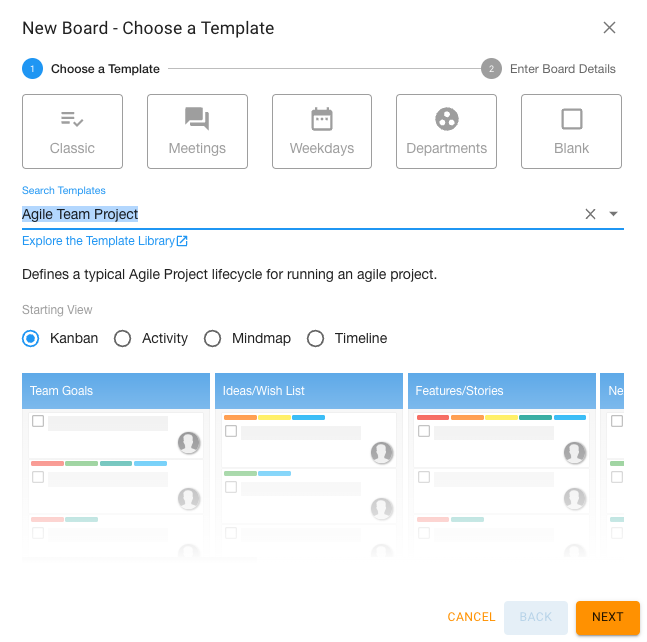 New Board - Choose a Template
1 Choose a Template 2 Enter Board Details
Classic Meetings Weekdays Departments Blank
Search Templates
Agile Team Project
Explore the Template Library
Defines a typical Agile Project lifecycle for running an agile project.
Starting View
Kanban Activity Mindmap Timeline
Team Goals Ideas/Wish List Features/Stories Ne
CANCEL BACK NEXT